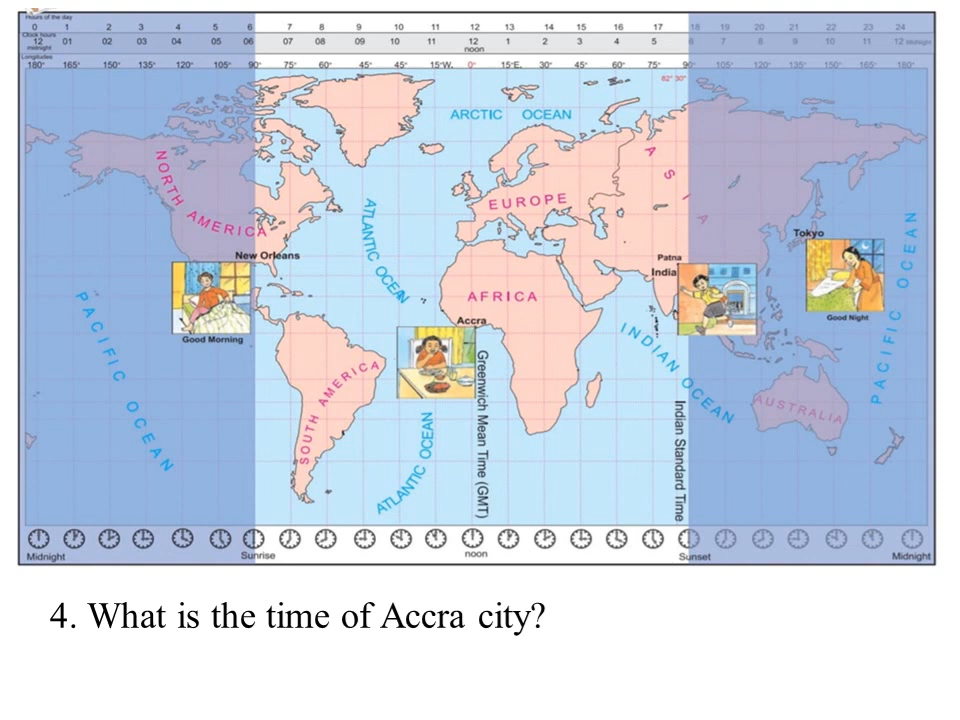 Hours of the day
0 1 2 3 4 5 6 7 8 9 10 11 12 13 14 15 16 17 18 19 20 21 22 23 24
Clock hours
12 midnight 01 02 03 04 05 06 07 08 09 10 11 12 noon 1 2 3 4 5 6 7 8 9 10 11 12 Midnight
Longitudes
180° 165° 150° 135° 120° 105° 90° 75° 60° 45° 45° 15°W. 0° 15°E. 30° 45° 60° 75° 90° 105° 120° 135° 150° 165° 180°
82° 30°
ARCTIC OCEAN
NORTH AMERICA
ASIA
EUROPE
ATLANTIC OCEAN
PACIFIC OCEAN
Tokyo
New Orleans
Patna
India
AFRICA
PACIFIC OCEAN
Accra
Good Night
Good Morning
INDIAN OCEAN
SOUTH AMERICA
Greenwich Mean Time (GMT)
AUSTRALIA
Indian Standard Time
ATLANTIC OCEAN
Midnight Sunrise noon Sunset Midnight
4. What is the time of Accra city?